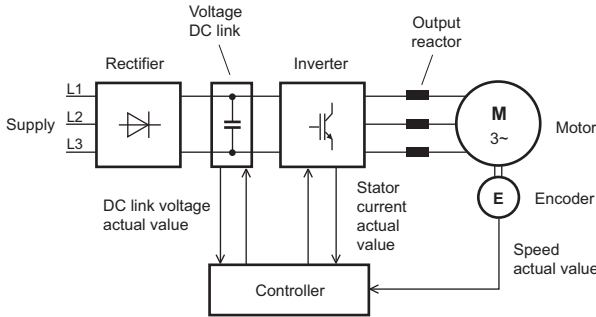 Voltage
DC link
Output
reactor
Rectifier
Inverter
L1
L2
L3
Supply
M
3~
Motor
DC link voltage
actual value
Stator
current
actual
value
E
Encoder
Speed
actual value
Controller